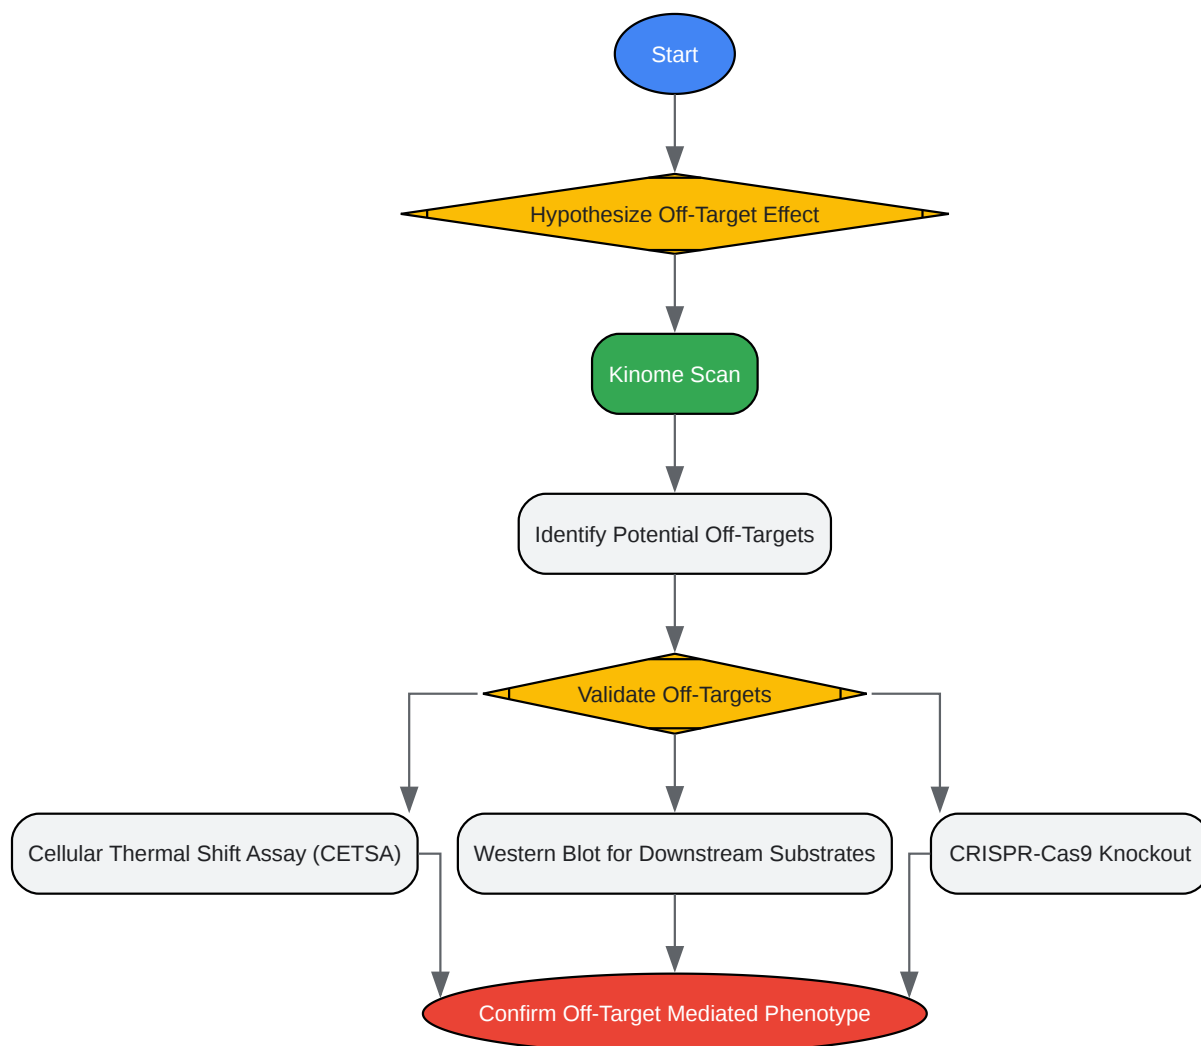 Start
Hypothesize Off-Target Effect
Kinome Scan
Identify Potential Off-Targets
Validate Off-Targets
Cellular Thermal Shift Assay (CETSA)
Western Blot for Downstream Substrates
CRISPR-Cas9 Knockout
Confirm Off-Target Mediated Phenotype